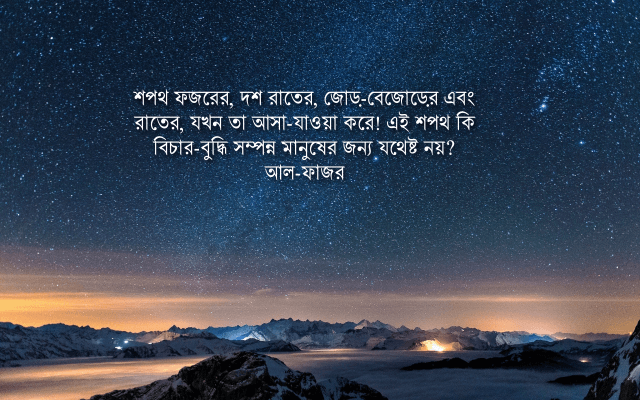 শপথ ফজরের, দশ রাতের, জোড়-বেজোড়ের এবং
রাতের, যখন তা আসা-যাওয়া করে! এই শপথ কি
বিচার-বুদ্ধি সম্পন্ন মানুষের জন্য যথেষ্ট নয়?
আল-ফাজর